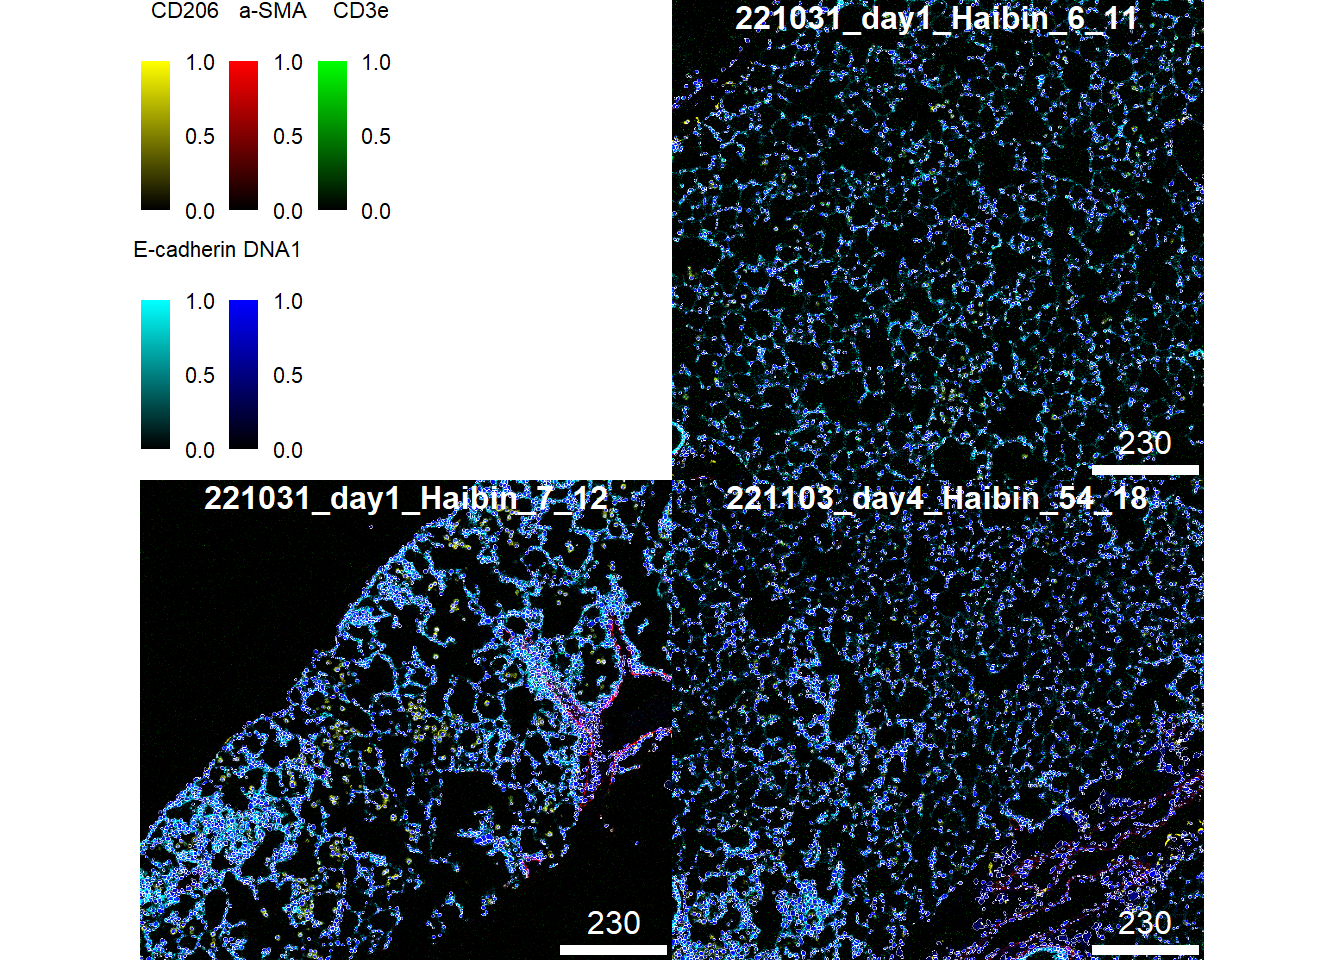 CD206 a-SMA CD3e
1.0 1.0 1.0
0.5 0.5 0.5
0.0 0.0 0.0
E-cadherin DNA1
1.0 1.0
0.5 0.5
0.0 0.0
221031_day1_Haibin_6_11
230
221031_day1_Haibin_7_12
230
221103_day4_Haibin_54_18
230